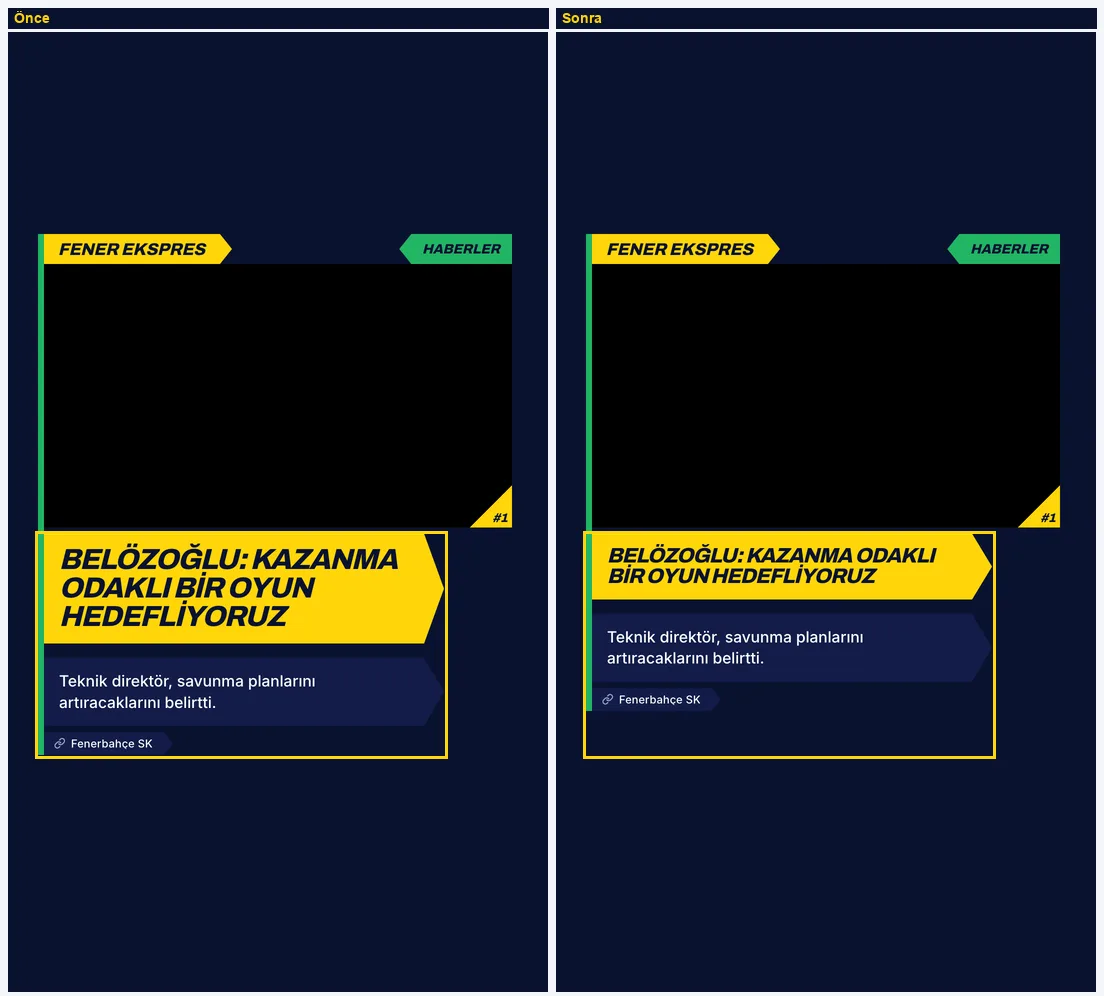 Önce
FENER EKSPRES
HABERLER
#1
BELÖZOĞLU: KAZANMA
ODAKLI BİR OYUN
HEDEFLİYORUZ
Teknik direktör, savunma planlarını
artıracaklarını belirtti.
Fenerbahçe SK
Sonra
FENER EKSPRES
HABERLER
#1
BELÖZOĞLU: KAZANMA ODAKLI
BİR OYUN HEDEFLİYORUZ
Teknik direktör, savunma planlarını
artıracaklarını belirtti.
Fenerbahçe SK